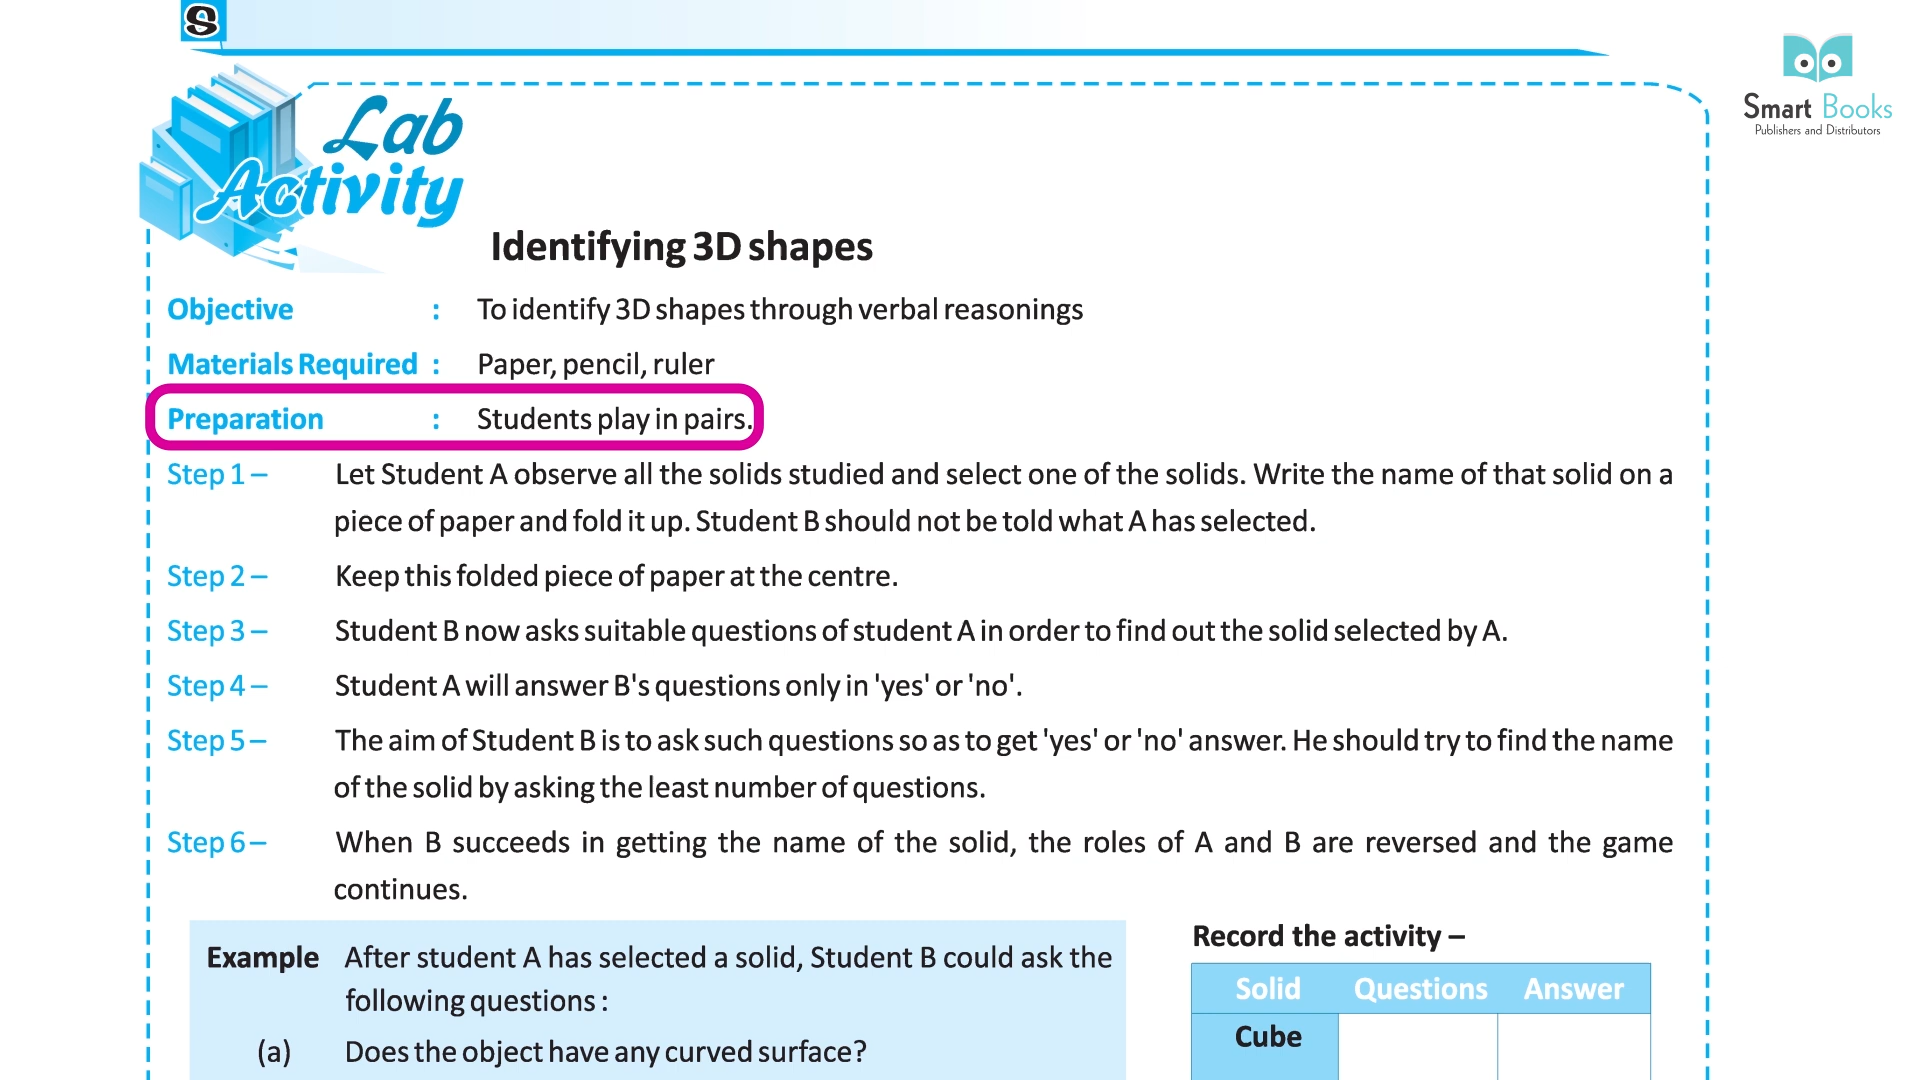 S
Smart Books
Publishers and Distributors
Lab
Activity
Identifying 3D shapes
Objective : To identify 3D shapes through verbal reasonings
Materials Required : Paper, pencil, ruler
Preparation : Students play in pairs.
Step 1 – Let Student A observe all the solids studied and select one of the solids. Write the name of that solid on a
piece of paper and fold it up. Student B should not be told what A has selected.
Step 2 – Keep this folded piece of paper at the centre.
Step 3 – Student B now asks suitable questions of student A in order to find out the solid selected by A.
Step 4 – Student A will answer B's questions only in 'yes' or 'no'.
Step 5 – The aim of Student B is to ask such questions so as to get 'yes' or 'no' answer. He should try to find the name
of the solid by asking the least number of questions.
Step 6 – When B succeeds in getting the name of the solid, the roles of A and B are reversed and the game
continues.
Example After student A has selected a solid, Student B could ask the
following questions :
(a) Does the object have any curved surface?
Record the activity –
Solid Questions Answer
Cube